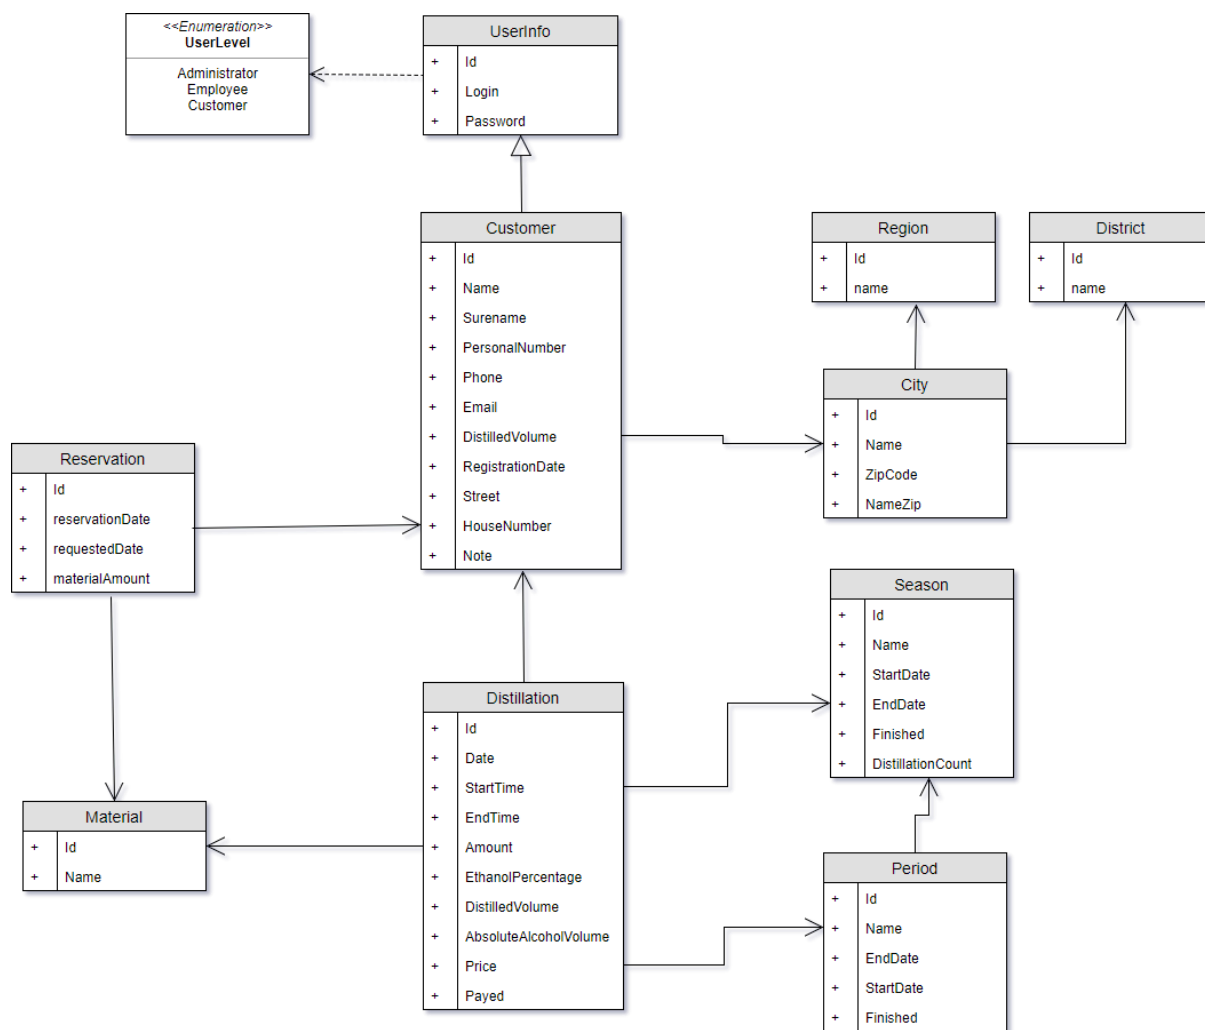 <<Enumeration>>
UserLevel
Administrator
Employee
Customer
UserInfo
+ Id
+ Login
+ Password
Customer
+ Id
+ Name
+ Surename
+ PersonalNumber
+ Phone
+ Email
+ DistilledVolume
+ RegistrationDate
+ Street
+ HouseNumber
+ Note
Region
+ Id
+ name
District
+ Id
+ name
City
+ Id
+ Name
+ ZipCode
+ NameZip
Reservation
+ Id
+ reservationDate
+ requestedDate
+ materialAmount
Season
+ Id
+ Name
+ StartDate
+ EndDate
+ Finished
+ DistillationCount
Distillation
+ Id
+ Date
+ StartTime
+ EndTime
+ Amount
+ EthanolPercentage
+ DistilledVolume
+ AbsoluteAlcoholVolume
+ Price
+ Payed
Material
+ Id
+ Name
Period
+ Id
+ Name
+ EndDate
+ StartDate
+ Finished